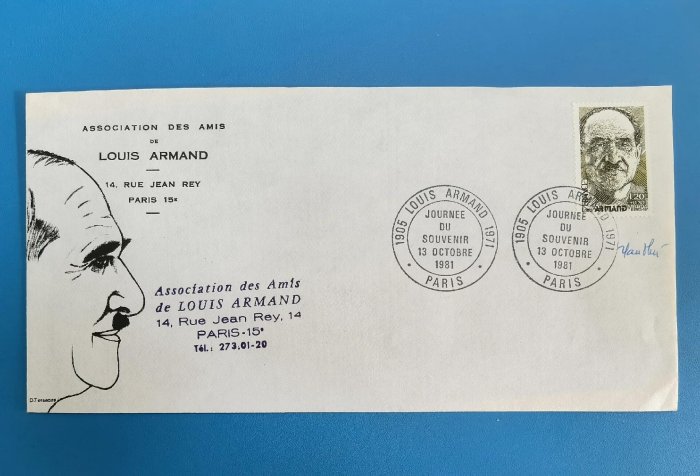 ASSOCIATION DES AMIS
DE
LOUIS ARMAND
14, RUE JEAN REY
PARIS 15e
Association des Amis
de LOUIS ARMAND
14, Rue Jean Rey, 14
PARIS-15e
Tél.: 273.01-20
1905 LOUIS ARMAND 1971
JOURNEE
DU
SOUVENIR
13 OCTOBRE
1981
• PARIS •
1905 LOUIS ARMAND 1971
JOURNEE
DU
SOUVENIR
13 OCTOBRE
1981
• PARIS •
1,20
ARMAND